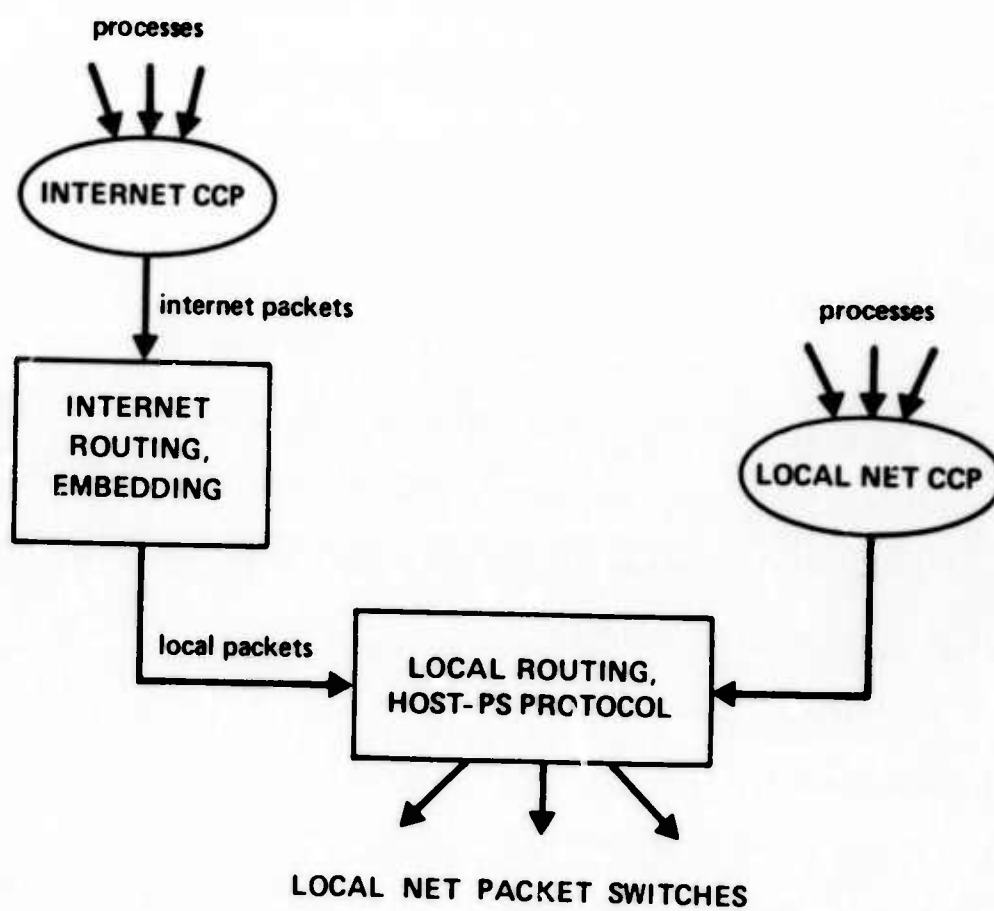 processes
INTERNET CCP
internet packets
processes
INTERNET
ROUTING,
EMBEDDING
LOCAL NET CCP
local packets
LOCAL ROUTING,
HOST-PS PROTOCOL
LOCAL NET PACKET SWITCHES